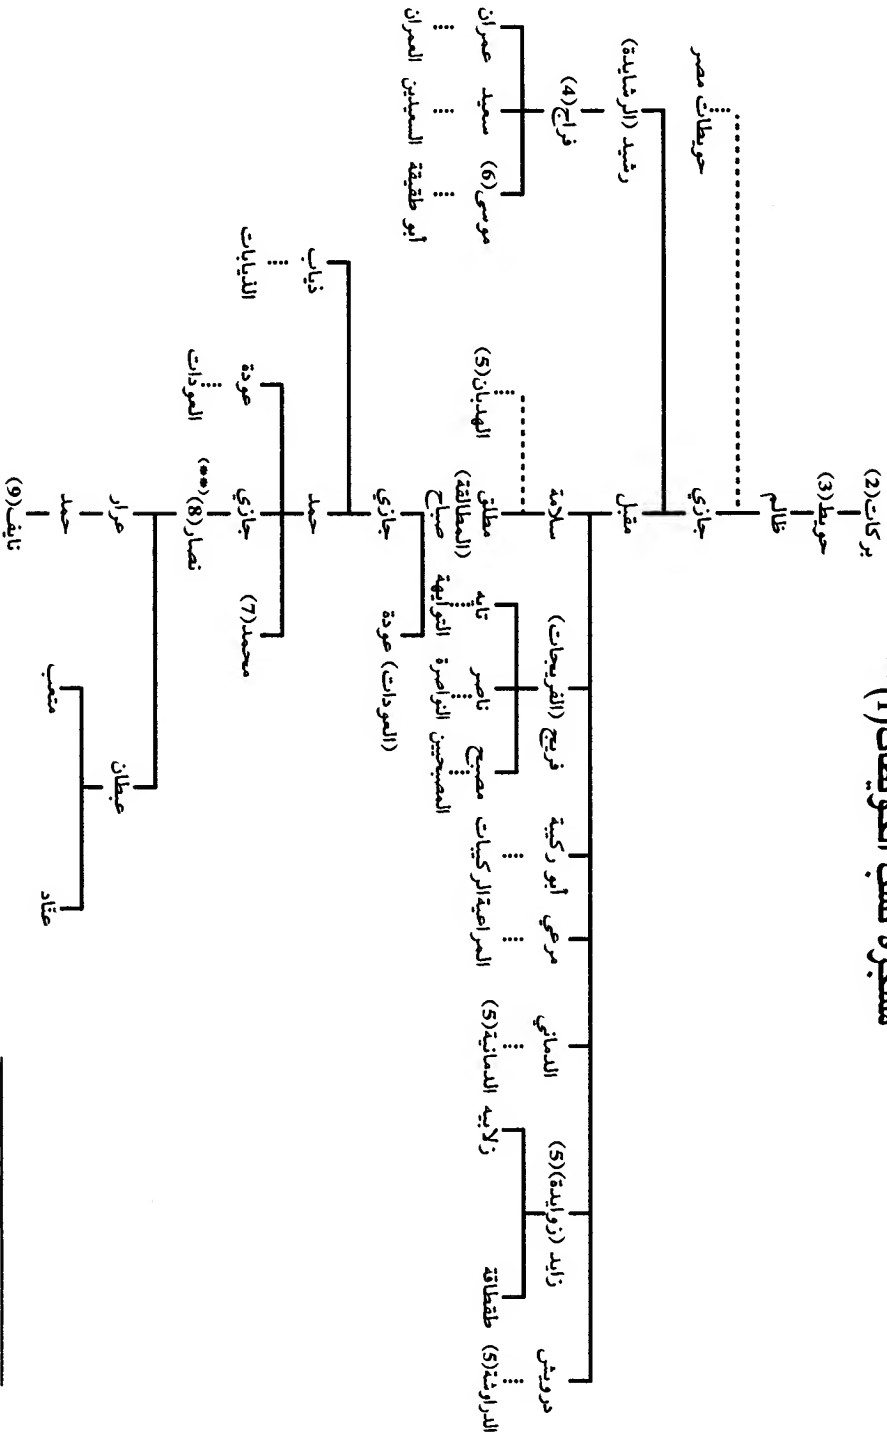 مشجرة نسب الحويطات(1)
بركات(2)
حويط(3)
ظالم
جازي حويطات مصر
مقبل رشيد (الرشايدة)
درويش زايد (زوايدة)(5) الدماني مرعي أبو ركيبة فريج (الفريجات) سلامة فراج(4)
الدراوشة(5) طقطاقة زلابيه الدمانية(5) المراعية الركيبات مصبح ناصر تايه مطلق (المطالقة) الهدبان(5) موسى(6) سعيد عمران
المصبحيين النواصرة التوايهة صباح أبو طقيقة السعيدين العمران
(العودات) عودة جازي
حمد ذياب
الذيابات
محمد(7) جازي عودة
نصار(8)(**) العودات
عبطان عرار
حمد
عناد متعب
نايف(9)